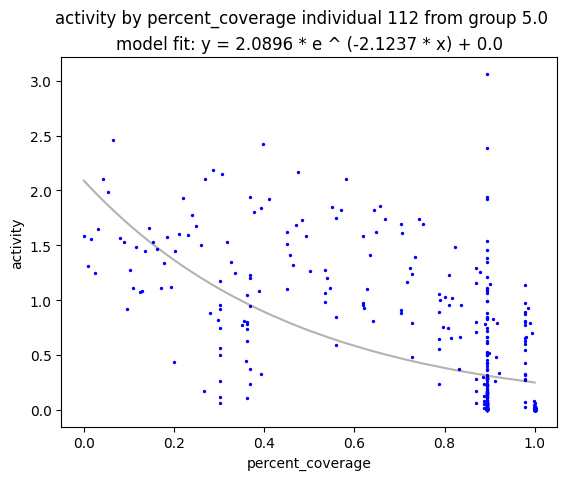 activity by percent_coverage individual 112 from group 5.0
model fit: y = 2.0896 * e ^ (-2.1237 * x) + 0.0
3.0
2.5
2.0
1.5
1.0
0.5
0.0
activity
0.0 0.2 0.4 0.6 0.8 1.0
percent_coverage